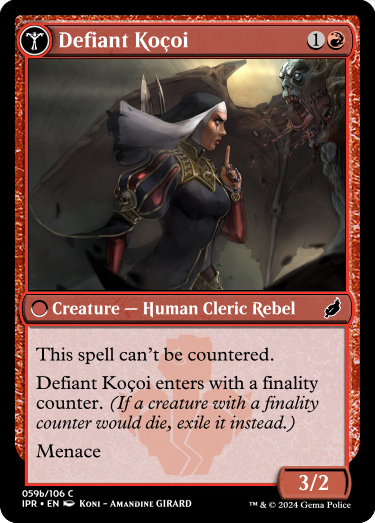 Defiant Koçoi
1
Creature — Human Cleric Rebel
This spell can't be countered.
Defiant Koçoi enters with a finality
counter. (If a creature with a finality
counter would die, exile it instead.)
Menace
3/2
059b/106 C
IPR • EN Koni – Amandine GIRARD
™ & © 2024 Gema Police